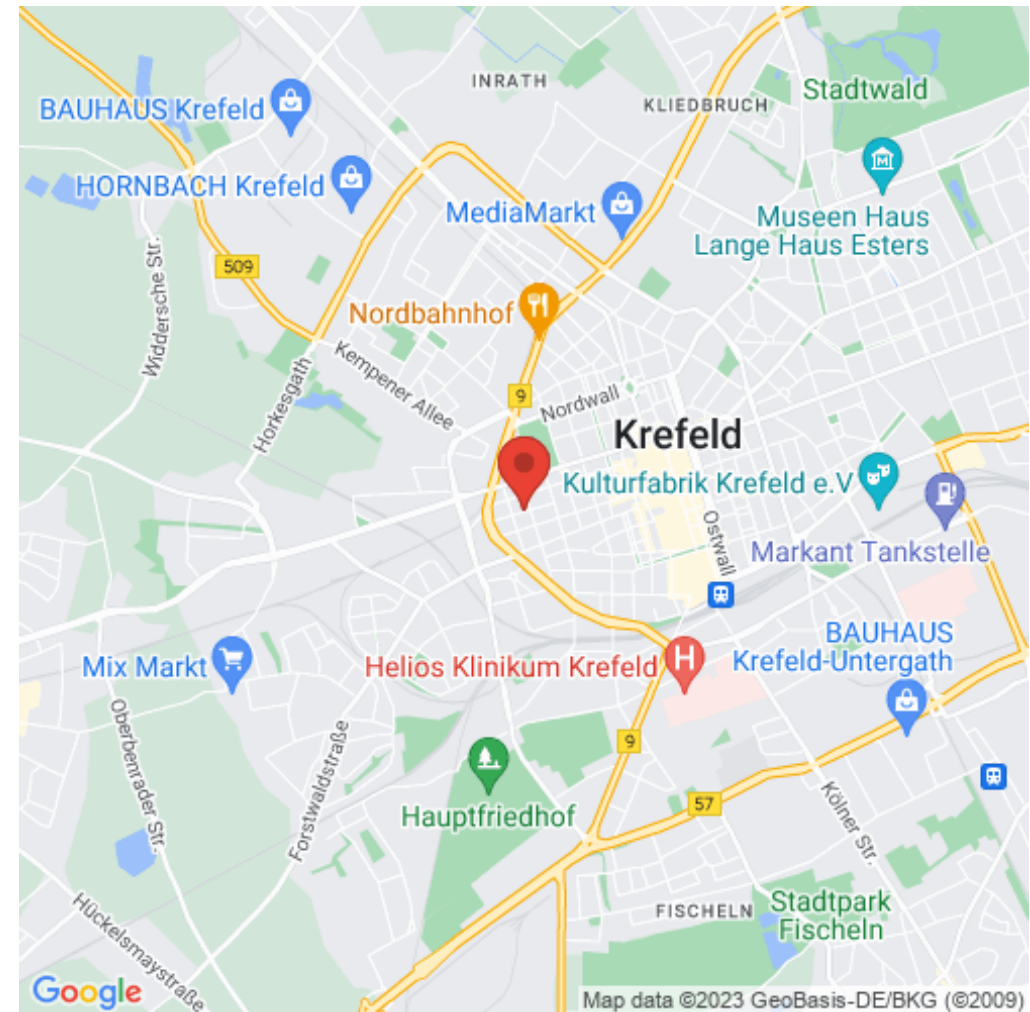 INRATH
Stadtwald
BAUHAUS Krefeld
KLIEDBRUCH
HORNBACH Krefeld
MediaMarkt
Museen Haus
Lange Haus Esters
509
Widdersche Str.
Nordbahnhof
Kempener Allee
Horkesgath
9
Nordwall
Krefeld
Kulturfabrik Krefeld e.V
Ostwall
Markant Tankstelle
BAUHAUS
Krefeld-Untergath
Mix Markt
Helios Klinikum Krefeld
H
Oberbenrader Str.
Forstwaldstraße
9
Hauptfriedhof
57
Kölner Str.
Hückelsmaystraße
FISCHELN
Stadtpark
Fischeln
Google
Map data ©2023 GeoBasis-DE/BKG (©2009)